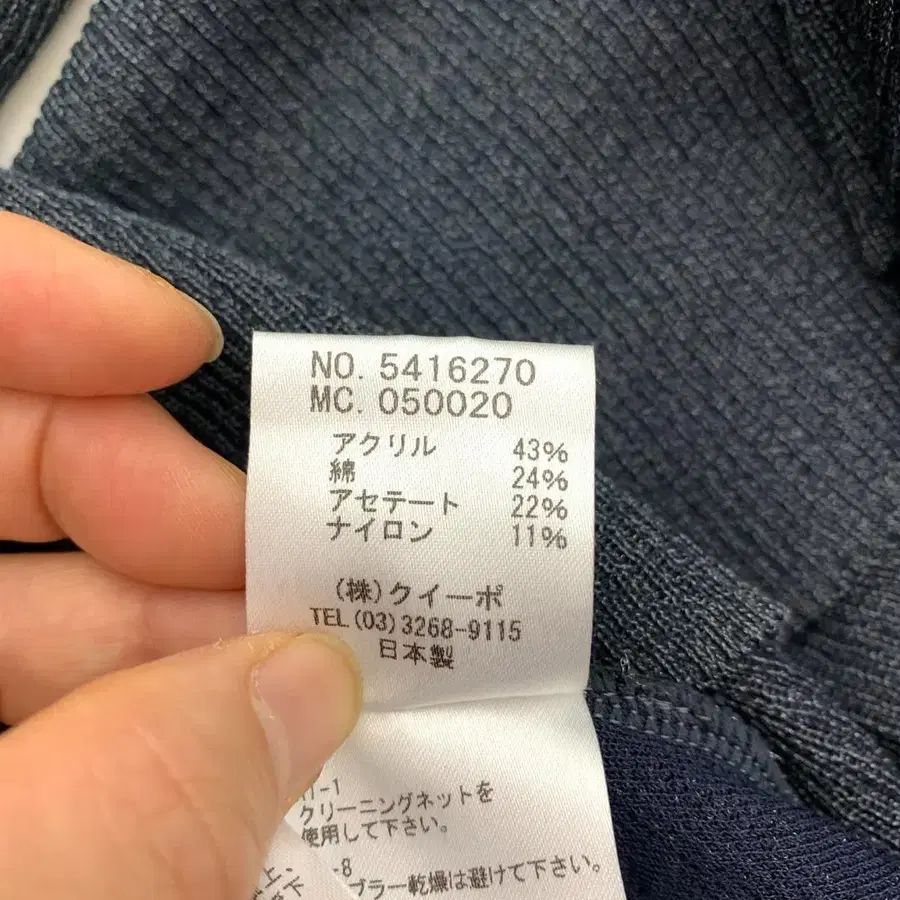 NO. 5416270
MC. 050020
アクリル 43%
綿 24%
アセテート 22%
ナイロン 11%
(株)クイーポ
TEL(03)3268-9115
日本製
クリーニングネットを
使用して下さい。
-8
ブラー乾燥は避けて下さい。